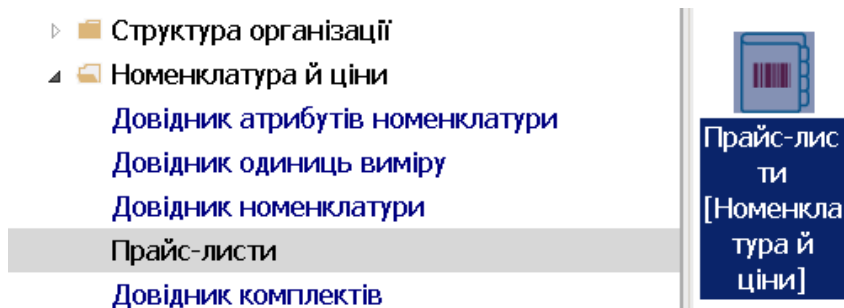 Структура організації
Номенклатура й ціни
Довідник атрибутів номенклатури
Довідник одиниць виміру
Довідник номенклатури
Прайс-листи
Довідник комплектів
Прайс-лис
ти
[Номенкла
тура й
ціни]